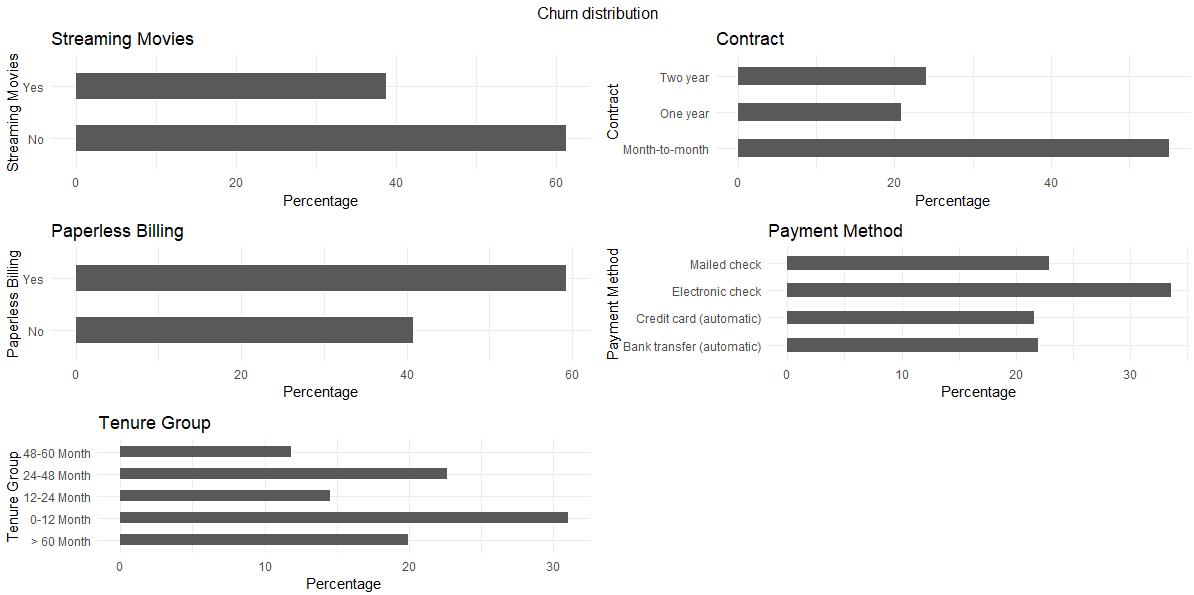 Churn distribution
Streaming Movies
Streaming Movies
Yes
No
0 20 40 60
Percentage
Contract
Contract
Two year
One year
Month-to-month
0 20 40
Percentage
Paperless Billing
Paperless Billing
Yes
No
0 20 40 60
Percentage
Payment Method
Payment Method
Mailed check
Electronic check
Credit card (automatic)
Bank transfer (automatic)
0 10 20 30
Percentage
Tenure Group
Tenure Group
48-60 Month
24-48 Month
12-24 Month
0-12 Month
> 60 Month
0 10 20 30
Percentage